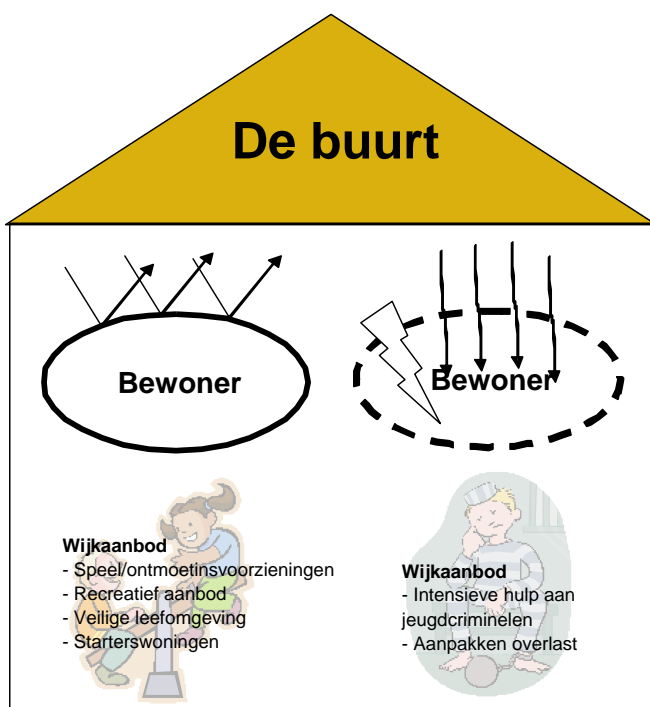 De buurt
Bewoner
Bewoner
Wijkaanbod
- Speel/ontmoetinsvoorzieningen
- Recreatief aanbod
- Veilige leefomgeving
- Starterswoningen
Wijkaanbod
- Intensieve hulp aan
jeugdcriminelen
- Aanpakken overlast